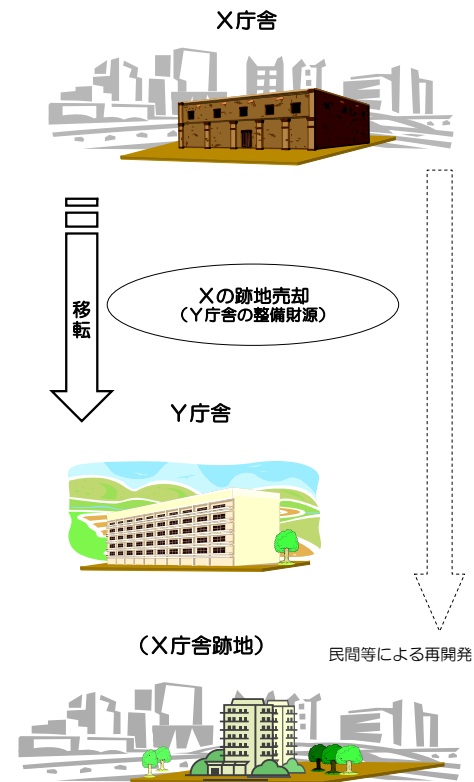 X庁舎
移転
Xの跡地売却
（Y庁舎の整備財源）
Y庁舎
（X庁舎跡地）
民間等による再開発